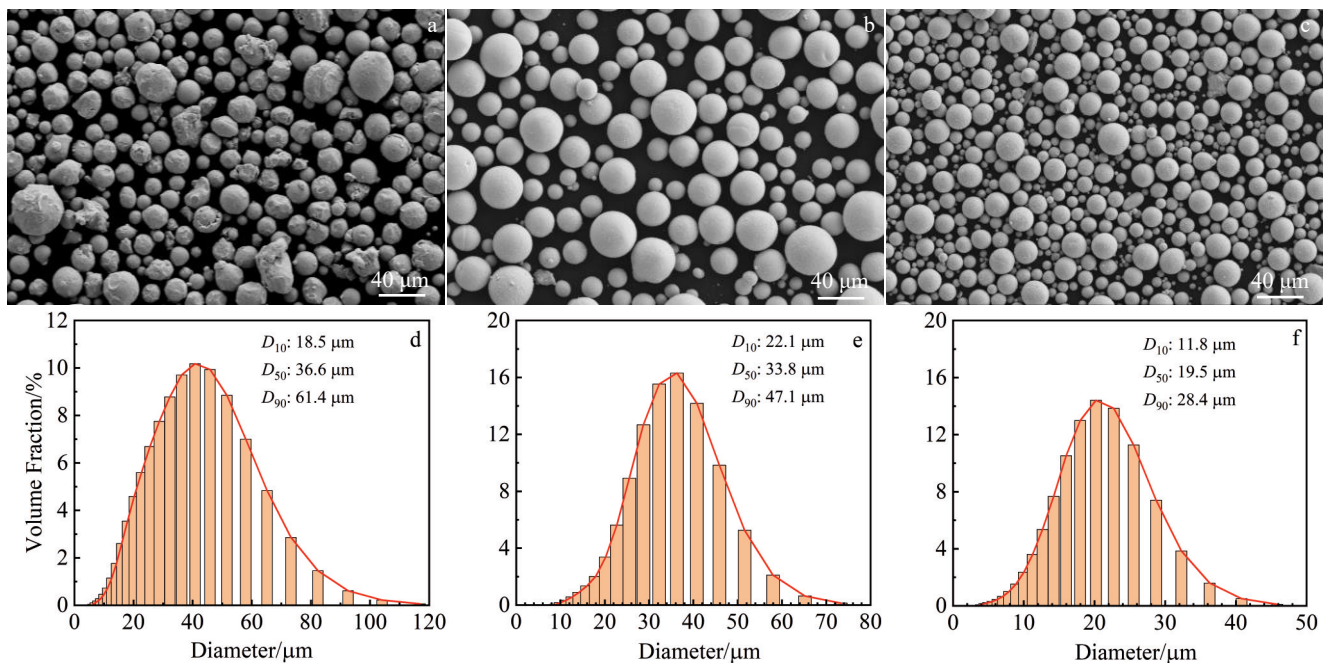 a
b
c
40 μm
40 μm
40 μm
12
10
8
6
4
2
0
Volume Fraction/%
d
D10: 18.5 μm
D50: 36.6 μm
D90: 61.4 μm
0 20 40 60 80 100 120
Diameter/μm
20
16
12
8
4
0
e
D10: 22.1 μm
D50: 33.8 μm
D90: 47.1 μm
0 10 20 30 40 50 60 70 80
Diameter/μm
20
16
12
8
4
0
f
D10: 11.8 μm
D50: 19.5 μm
D90: 28.4 μm
0 10 20 30 40 50
Diameter/μm